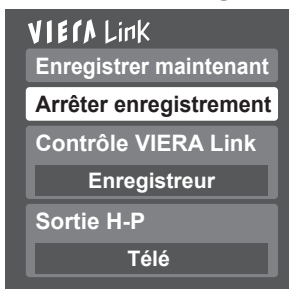 VIERA Link
Enregistrer maintenant
Arrêter enregistrement
Contrôle VIERA Link
Enregistreur
Sortie H-P
Télé